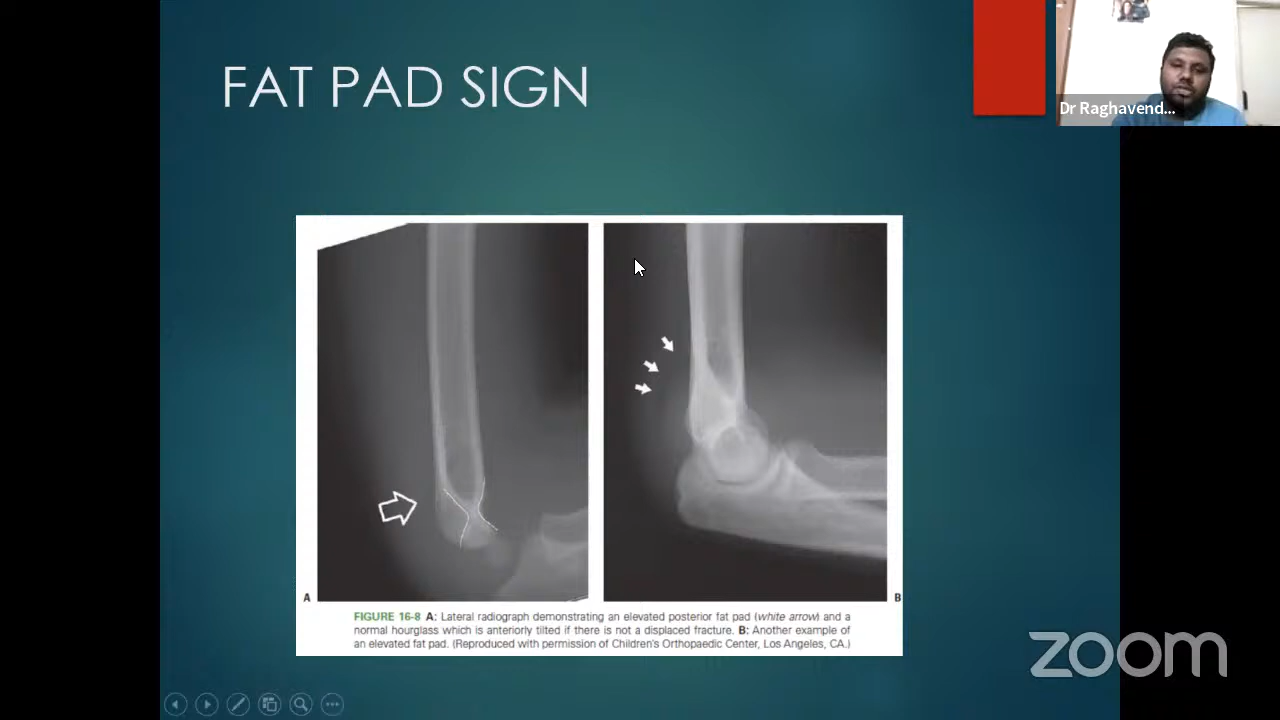 FAT PAD SIGN
Dr Raghavend...
A
B
FIGURE 16-8 A: Lateral radiograph demonstrating an elevated posterior fat pad (white arrow) and a
normal hourglass which is anteriorly tilted if there is not a displaced fracture. B: Another example of
an elevated fat pad. (Reproduced with permission of Children's Orthopaedic Center, Los Angeles, CA.)
zoom